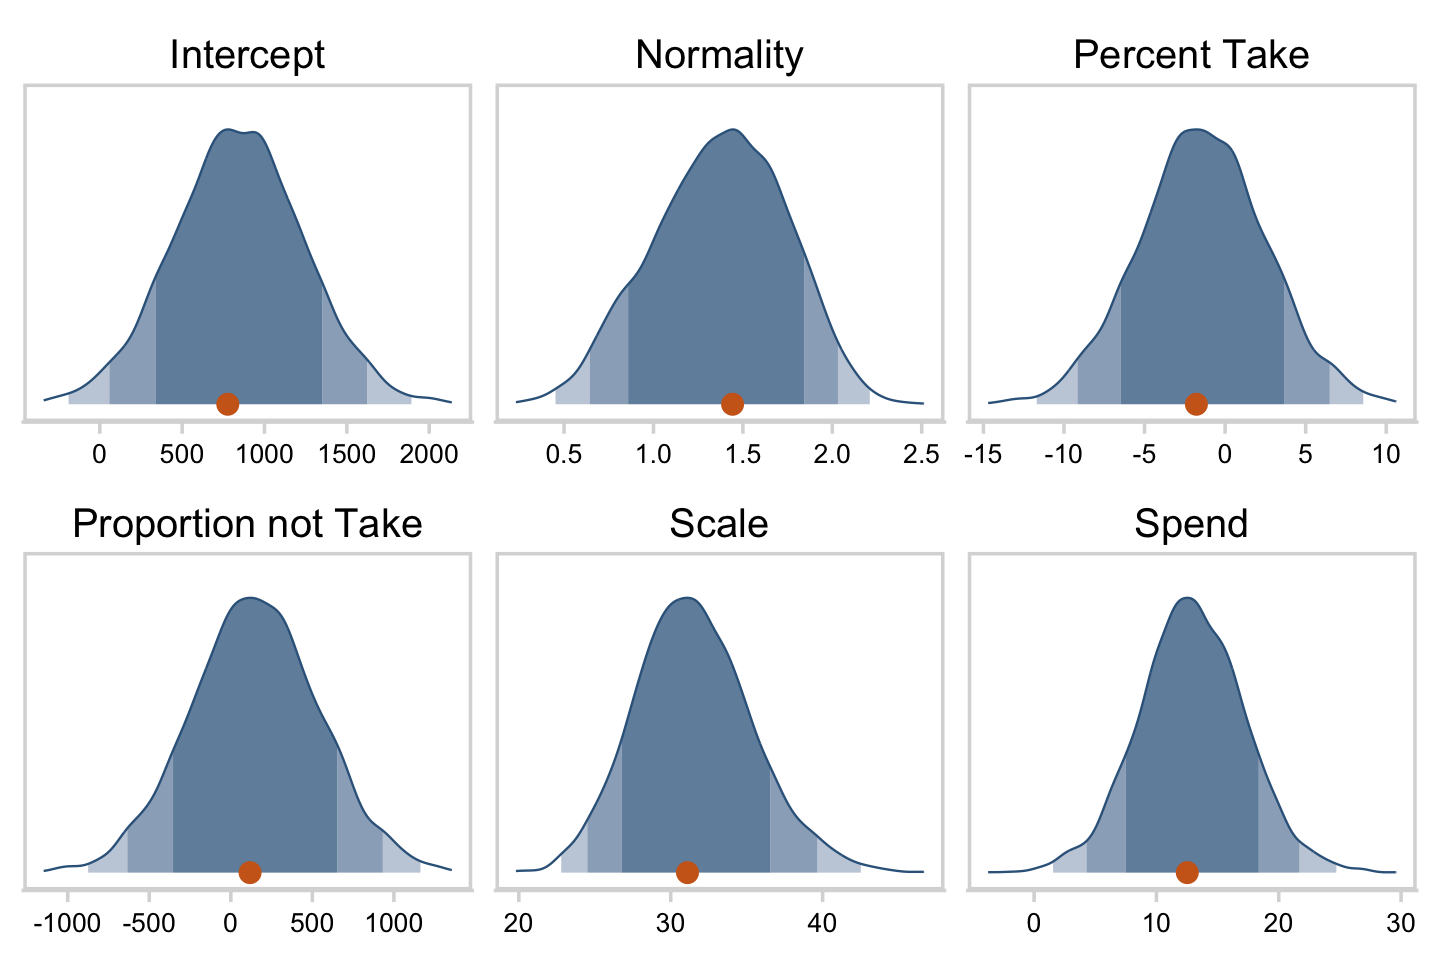 Intercept Normality Percent Take
0 500 1000 1500 2000 0.5 1.0 1.5 2.0 2.5 -15 -10 -5 0 5 10
Proportion not Take Scale Spend
-1000 -500 0 500 1000 20 30 40 0 10 20 30